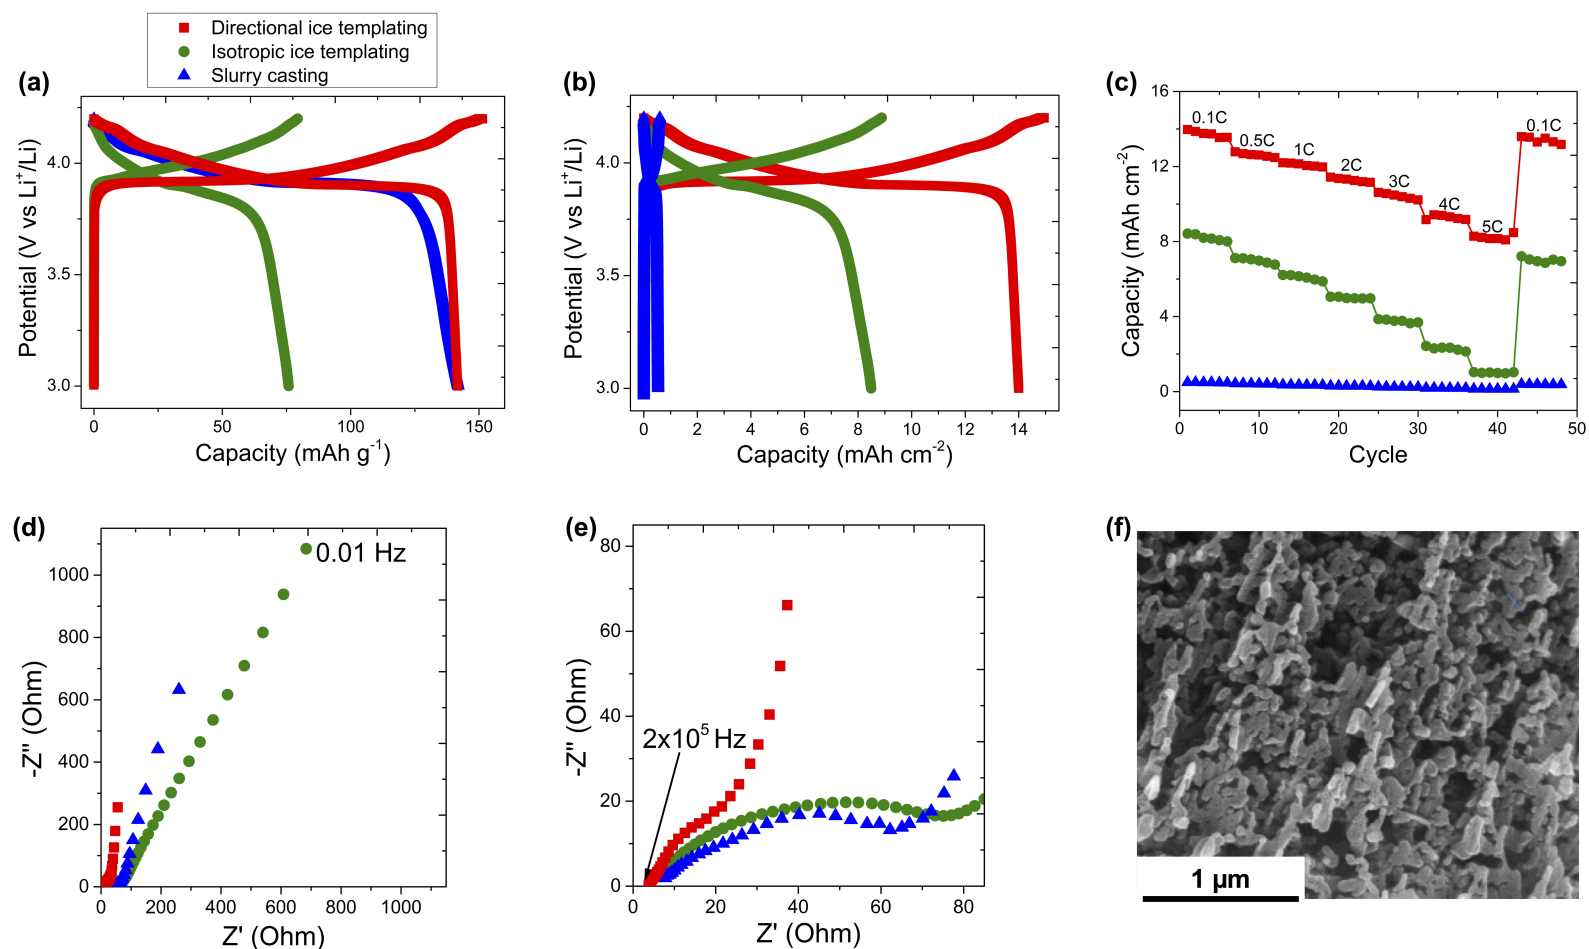 Directional ice templating
Isotropic ice templating
Slurry casting
(a)
4.0
3.5
3.0
Potential (V vs Li⁺/Li)
0 50 100 150
Capacity (mAh g⁻¹)
(b)
4.0
3.5
3.0
Potential (V vs Li⁺/Li)
0 2 4 6 8 10 12 14
Capacity (mAh cm⁻²)
(c)
16
12
8
4
0
Capacity (mAh cm⁻²)
0.1C
0.5C
1C
2C
3C
4C
5C
0.1C
0 10 20 30 40 50
Cycle
(d)
1000
800
600
400
200
0
-Z" (Ohm)
0.01 Hz
0 200 400 600 800 1000
Z' (Ohm)
(e)
80
60
40
20
0
-Z" (Ohm)
2x10⁵ Hz
0 20 40 60 80
Z' (Ohm)
(f)
1 µm